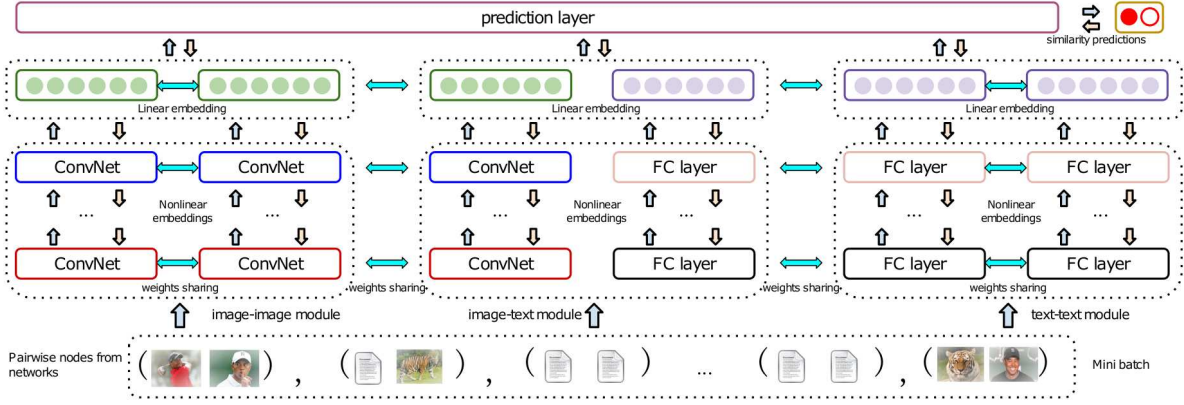 prediction layer
similarity predictions
Linear embedding
Linear embedding
Linear embedding
ConvNet
ConvNet
ConvNet
FC layer
FC layer
FC layer
...
Nonlinear
embeddings
...
...
Nonlinear
embeddings
...
...
Nonlinear
embeddings
...
ConvNet
ConvNet
ConvNet
FC layer
FC layer
FC layer
weights sharing
weights sharing
weights sharing
weights sharing
image-image module
image-text module
text-text module
Pairwise nodes from
networks
( ) , ( ) , ( ) ... ( ) , ( )
Mini batch